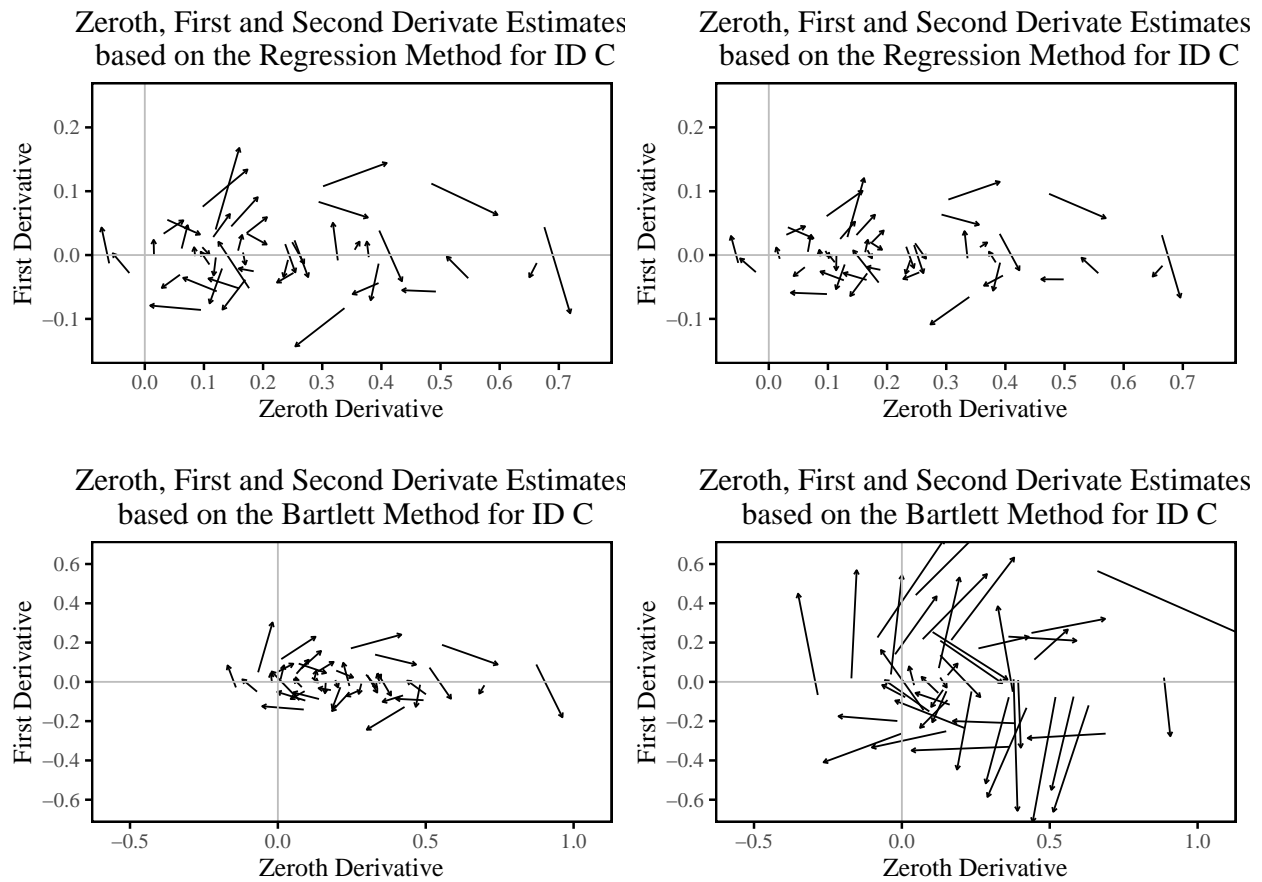 Zeroth, First and Second Derivate Estimates
based on the Regression Method for ID C
0.2
0.1
0.0
−0.1
First Derivative
0.0 0.1 0.2 0.3 0.4 0.5 0.6 0.7
Zeroth Derivative
Zeroth, First and Second Derivate Estimates
based on the Regression Method for ID C
0.2
0.1
0.0
−0.1
First Derivative
0.0 0.1 0.2 0.3 0.4 0.5 0.6 0.7
Zeroth Derivative
Zeroth, First and Second Derivate Estimates
based on the Bartlett Method for ID C
0.6
0.4
0.2
0.0
−0.2
−0.4
−0.6
First Derivative
−0.5 0.0 0.5 1.0
Zeroth Derivative
Zeroth, First and Second Derivate Estimates
based on the Bartlett Method for ID C
0.6
0.4
0.2
0.0
−0.2
−0.4
−0.6
First Derivative
−0.5 0.0 0.5 1.0
Zeroth Derivative